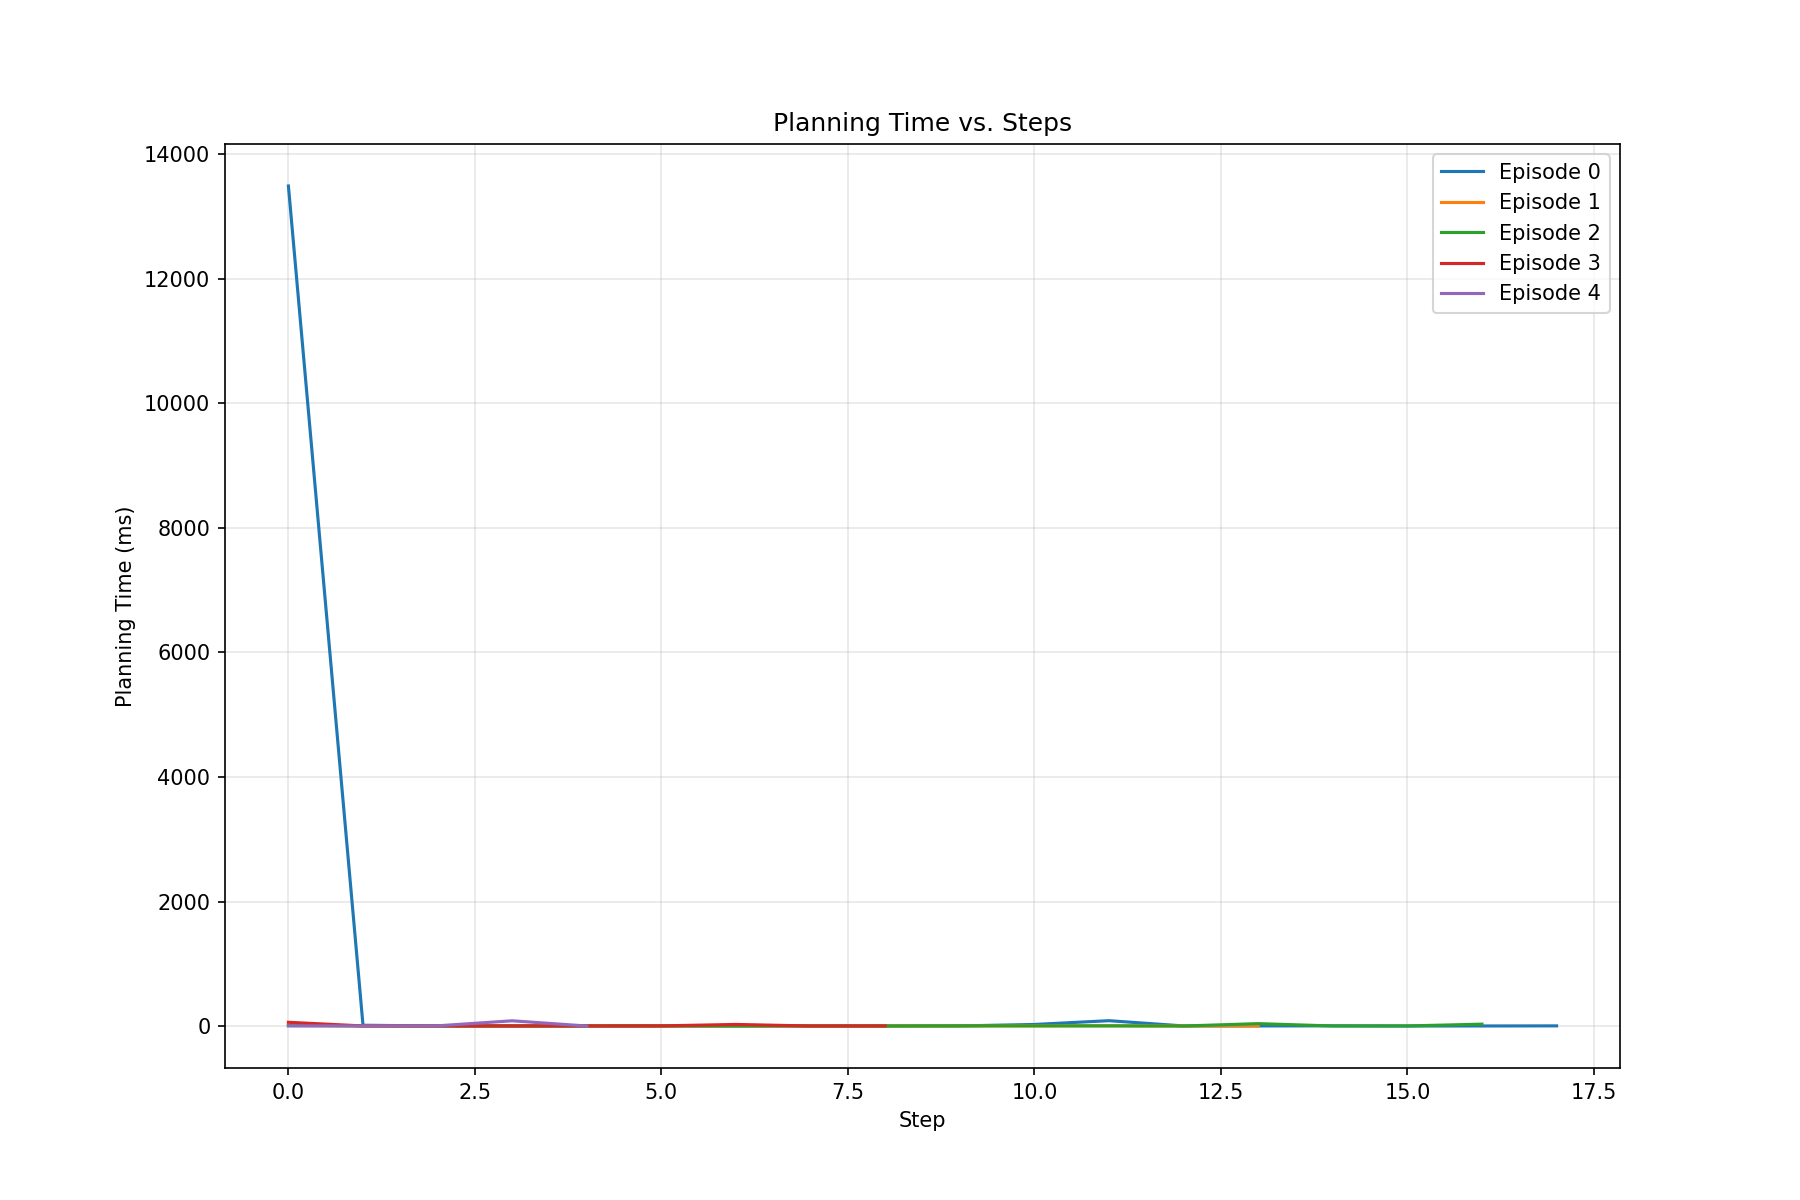 Planning Time vs. Steps
14000
12000
10000
8000
6000
4000
2000
0
Planning Time (ms)
0.0 2.5 5.0 7.5 10.0 12.5 15.0 17.5
Step
Episode 0
Episode 1
Episode 2
Episode 3
Episode 4